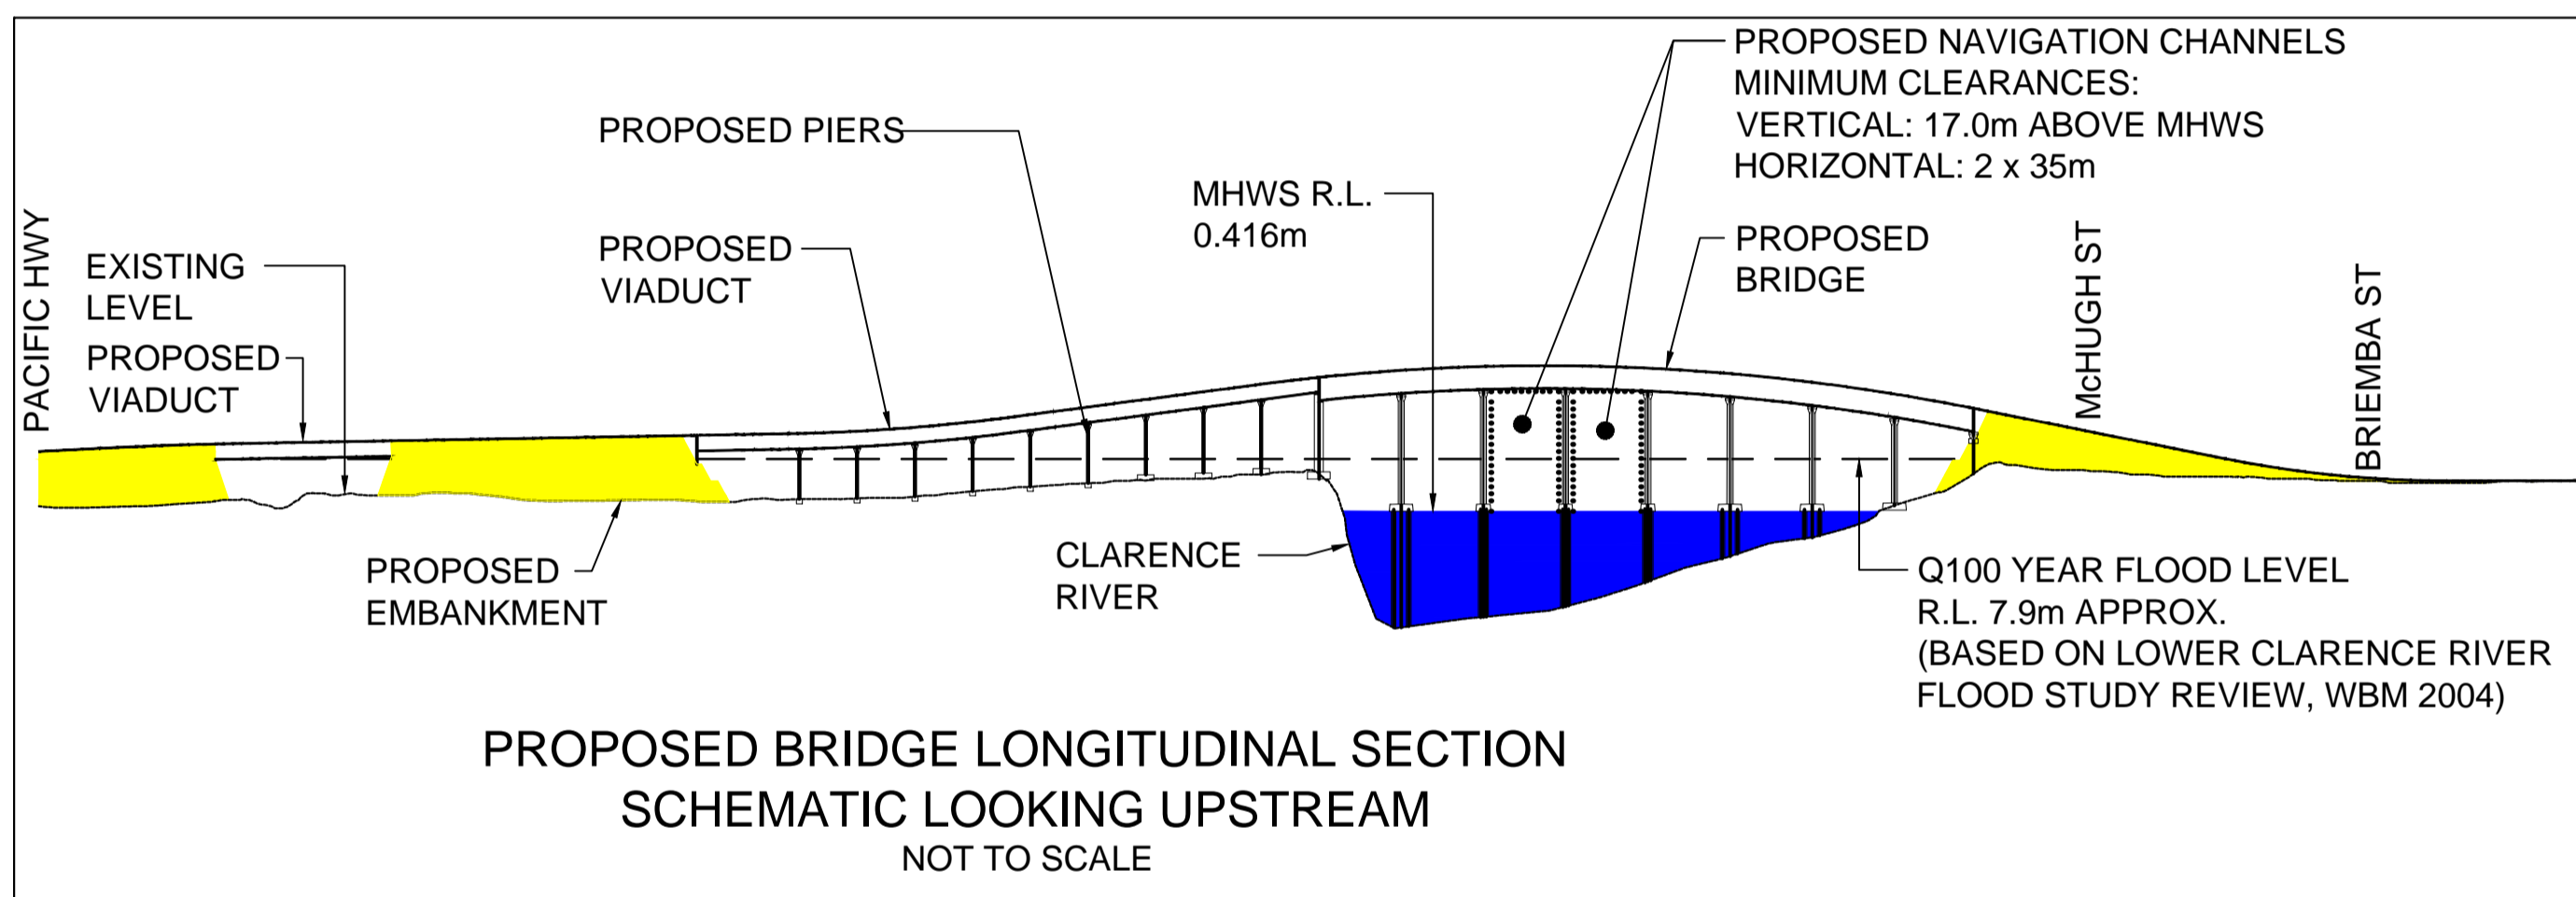 PACIFIC HWY
EXISTING
LEVEL
PROPOSED
VIADUCT
PROPOSED PIERS
PROPOSED
VIADUCT
MHWS R.L.
0.416m
PROPOSED NAVIGATION CHANNELS
MINIMUM CLEARANCES:
VERTICAL: 17.0m ABOVE MHWS
HORIZONTAL: 2 x 35m
PROPOSED
BRIDGE
McHUGH ST
BRIEMBA ST
PROPOSED
EMBANKMENT
CLARENCE
RIVER
Q100 YEAR FLOOD LEVEL
R.L. 7.9m APPROX.
(BASED ON LOWER CLARENCE RIVER
FLOOD STUDY REVIEW, WBM 2004)
PROPOSED BRIDGE LONGITUDINAL SECTION
SCHEMATIC LOOKING UPSTREAM
NOT TO SCALE